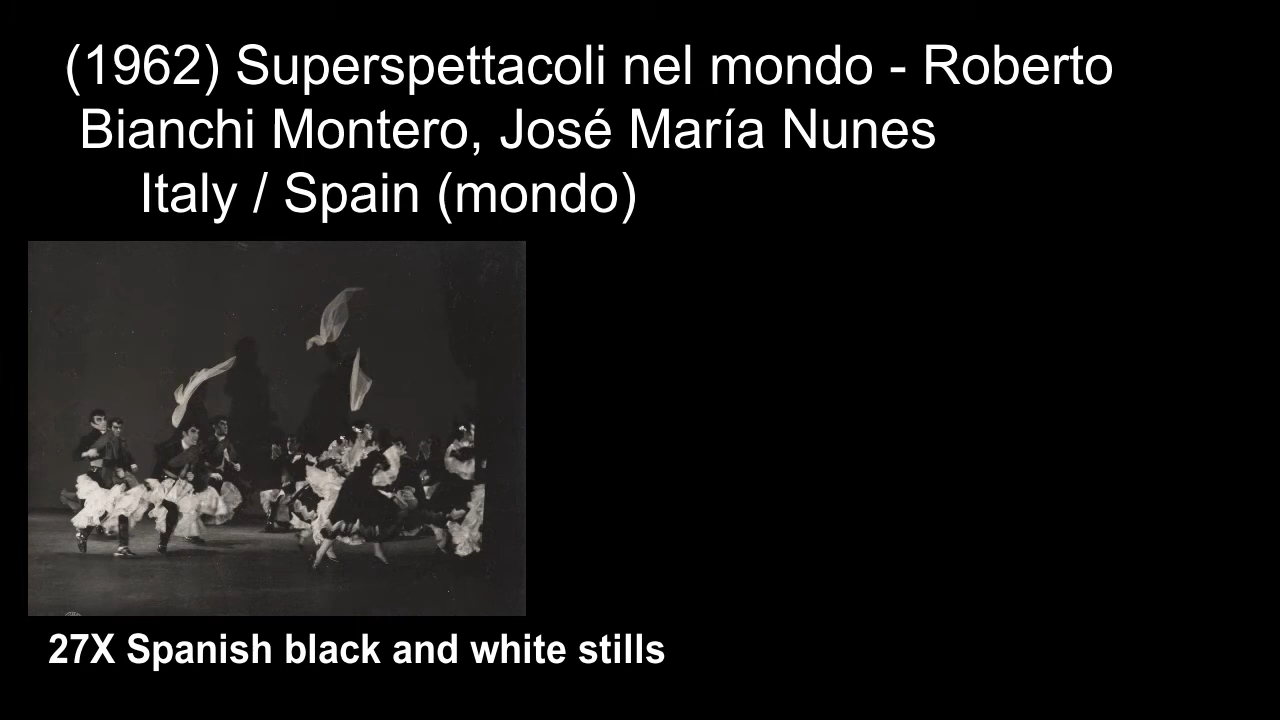 (1962) Superspettacoli nel mondo - Roberto
Bianchi Montero, José María Nunes
Italy / Spain (mondo)
27X Spanish black and white stills